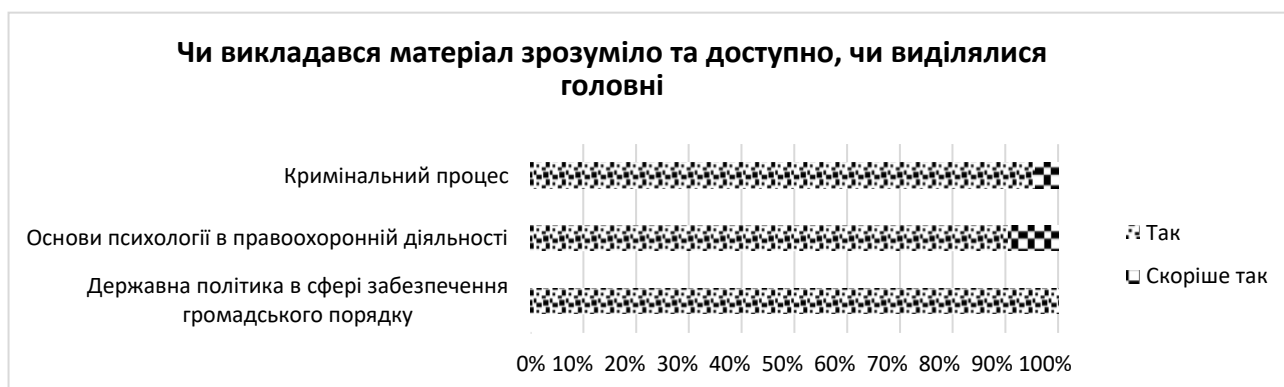 Чи викладався матеріал зрозуміло та доступно, чи виділялися
головні
Кримінальний процес
Основи психології в правоохоронній діяльності
Державна політика в сфері забезпечення
громадського порядку
Так
Скоріше так
0% 10% 20% 30% 40% 50% 60% 70% 80% 90% 100%